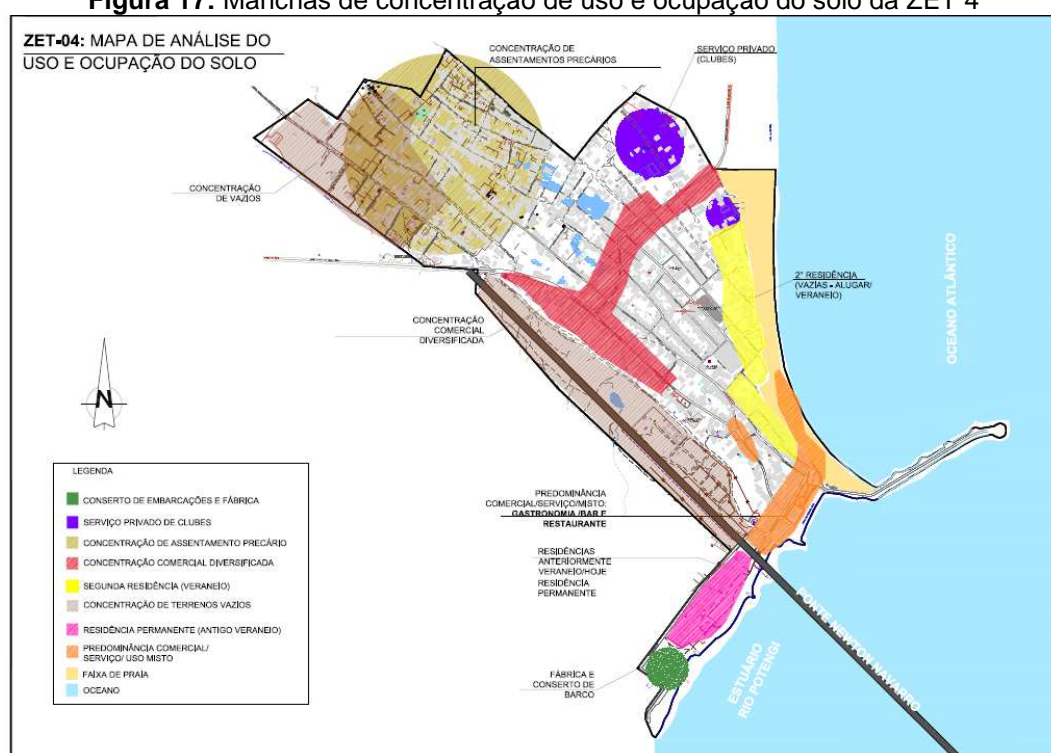 Figura 17: Manchas de concentração de uso e ocupação do solo da ZET 4
ZET-04: MAPA DE ANÁLISE DO
USO E OCUPAÇÃO DO SOLO
CONCENTRAÇÃO DE
ASSENTAMENTOS PRECÁRIOS
SERVIÇO PRIVADO
(CLUBES)
CONCENTRAÇÃO
DE VAZIOS
2° RESIDÊNCIA
(VAZIAS - ALUGAR/
VERANEIO)
OCEANO ATLÂNTICO
CONCENTRAÇÃO
COMERCIAL
DIVERSIFICADA
N
PREDOMINÂNCIA
COMERCIAL/SERVIÇO/MISTO:
GASTRONOMIA /BAR E
RESTAURANTE
RESIDÊNCIAS
ANTERIORMENTE
VERANEIO/HOJE
RESIDÊNCIA
PERMANENTE
FÁBRICA E
CONSERTO DE
BARCO
ESTUÁRIO
RIO POTENGI
PONTE NEWTON NAVARRO
LEGENDA
CONSERTO DE EMBARCAÇÕES E FÁBRICA
SERVIÇO PRIVADO DE CLUBES
CONCENTRAÇÃO DE ASSENTAMENTO PRECÁRIO
CONCENTRAÇÃO COMERCIAL DIVERSIFICADA
SEGUNDA RESIDÊNCIA (VERANEIO)
CONCENTRAÇÃO DE TERRENOS VAZIOS
RESIDÊNCIA PERMANENTE (ANTIGO VERANEIO)
PREDOMINÂNCIA COMERCIAL/
SERVIÇO/ USO MISTO
FAIXA DE PRAIA
OCEANO